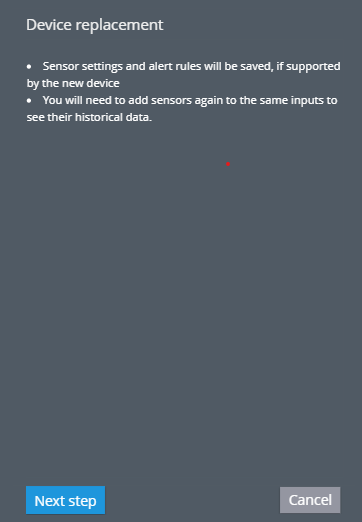 Device replacement
• Sensor settings and alert rules will be saved, if supported
by the new device
• You will need to add sensors again to the same inputs to
see their historical data.
Next step
Cancel